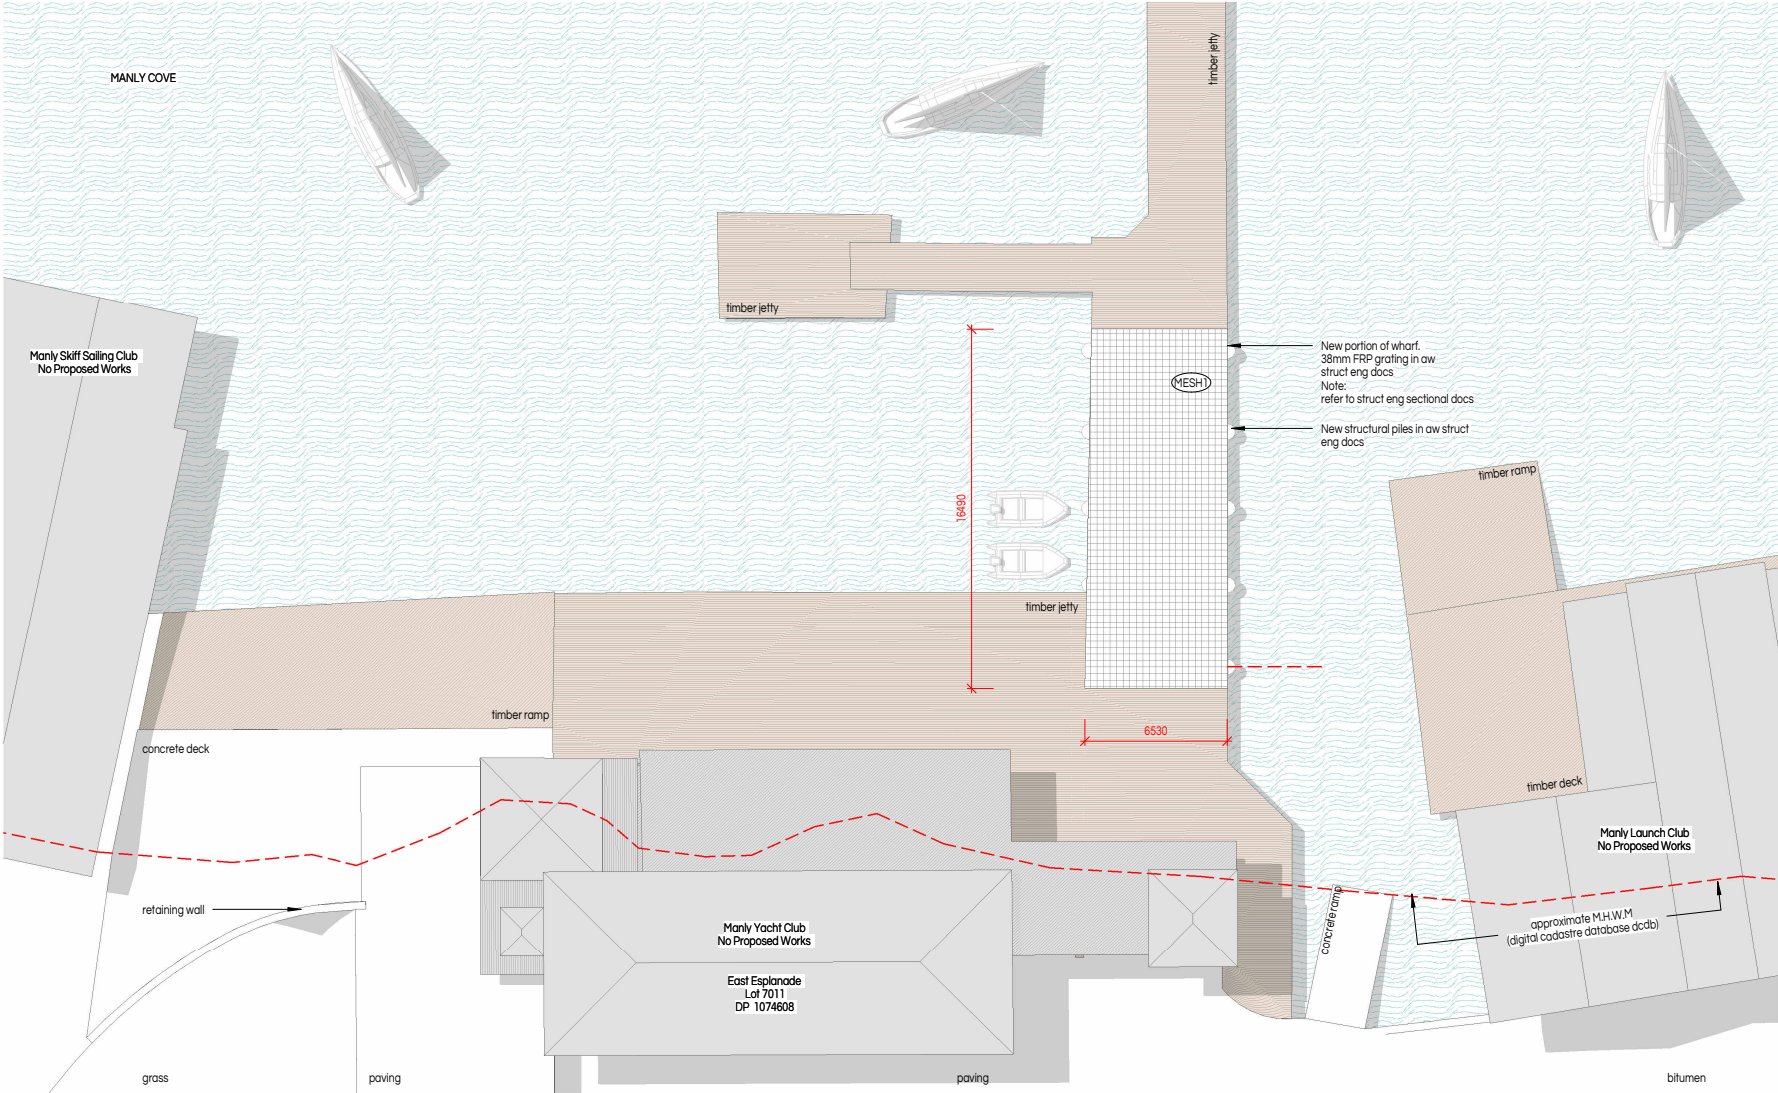 timber jetty
MANLY COVE
timber jetty
Manly Skiff Sailing Club
No Proposed Works
New portion of wharf.
38mm FRP grating in aw
struct eng docs
Note:
refer to struct eng sectional docs
MESH1
New structural piles in aw struct
eng docs
timber ramp
16490
timber jetty
timber ramp
6530
concrete deck
timber deck
Manly Launch Club
No Proposed Works
retaining wall
concrete ramp
approximate M.H.W.M
(digital cadastre database dcdb)
Manly Yacht Club
No Proposed Works
East Esplanade
Lot 7011
DP 1074608
grass
paving
paving
bitumen